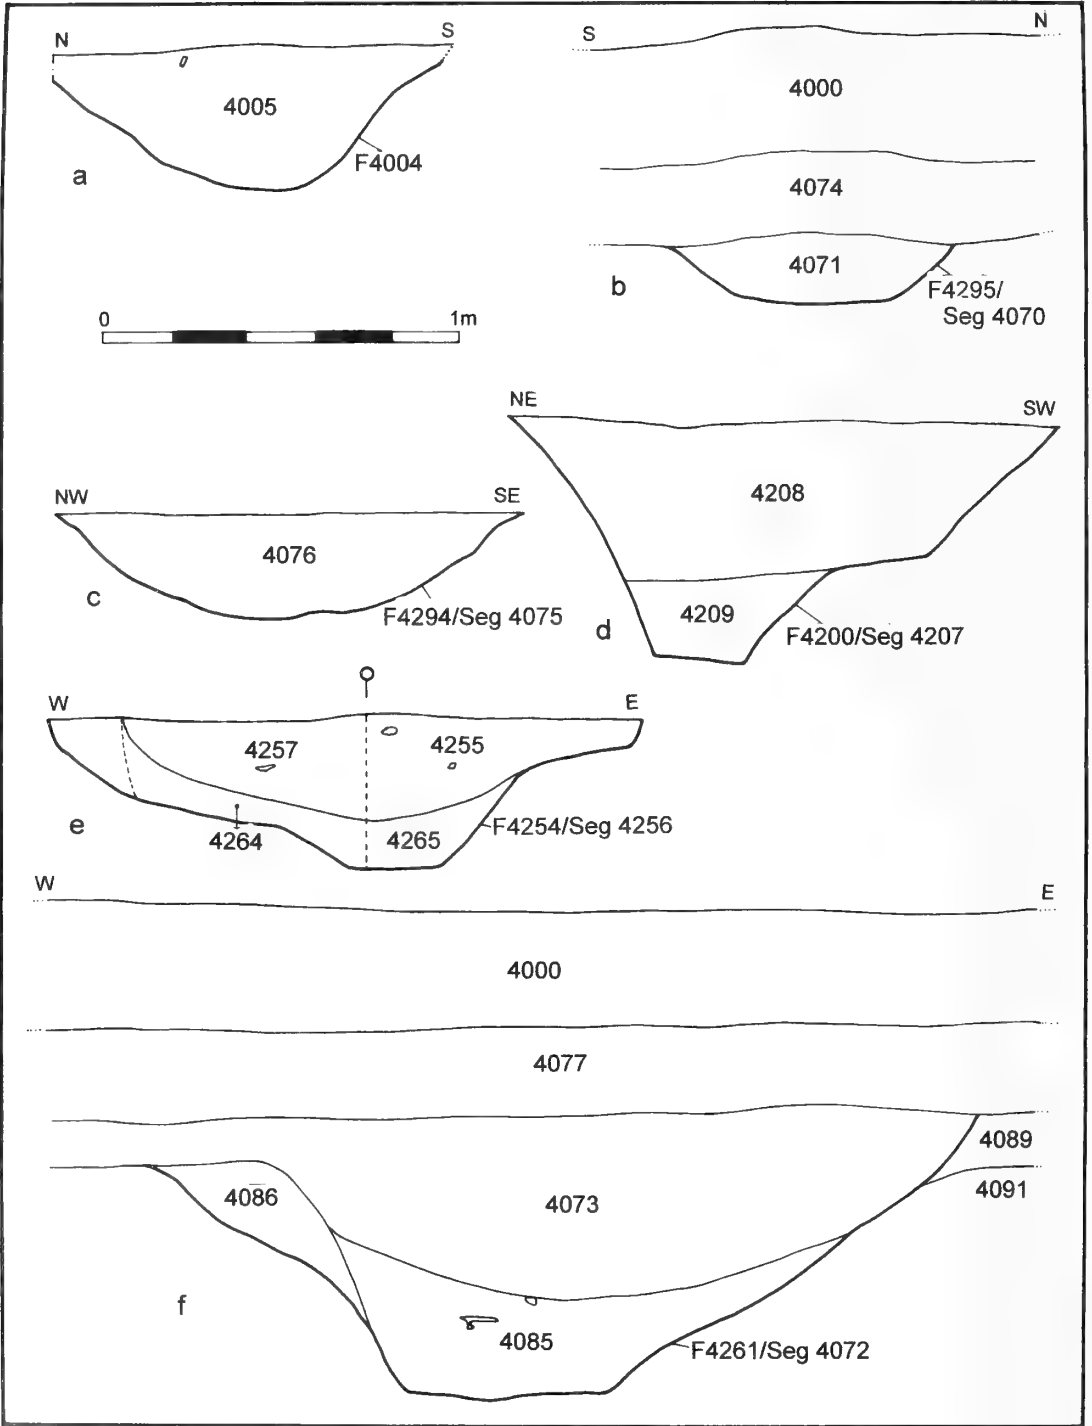 N
S
4005
F4004
a
S
N
4000
4074
4071
b
F4295/
Seg 4070
0
1m
NW
SE
4076
c
F4294/Seg 4075
NE
SW
4208
4209
d
F4200/Seg 4207
W
E
4257
4255
e
4264
4265
F4254/Seg 4256
W
E
4000
4077
4089
4086
4073
4091
f
4085
F4261/Seg 4072